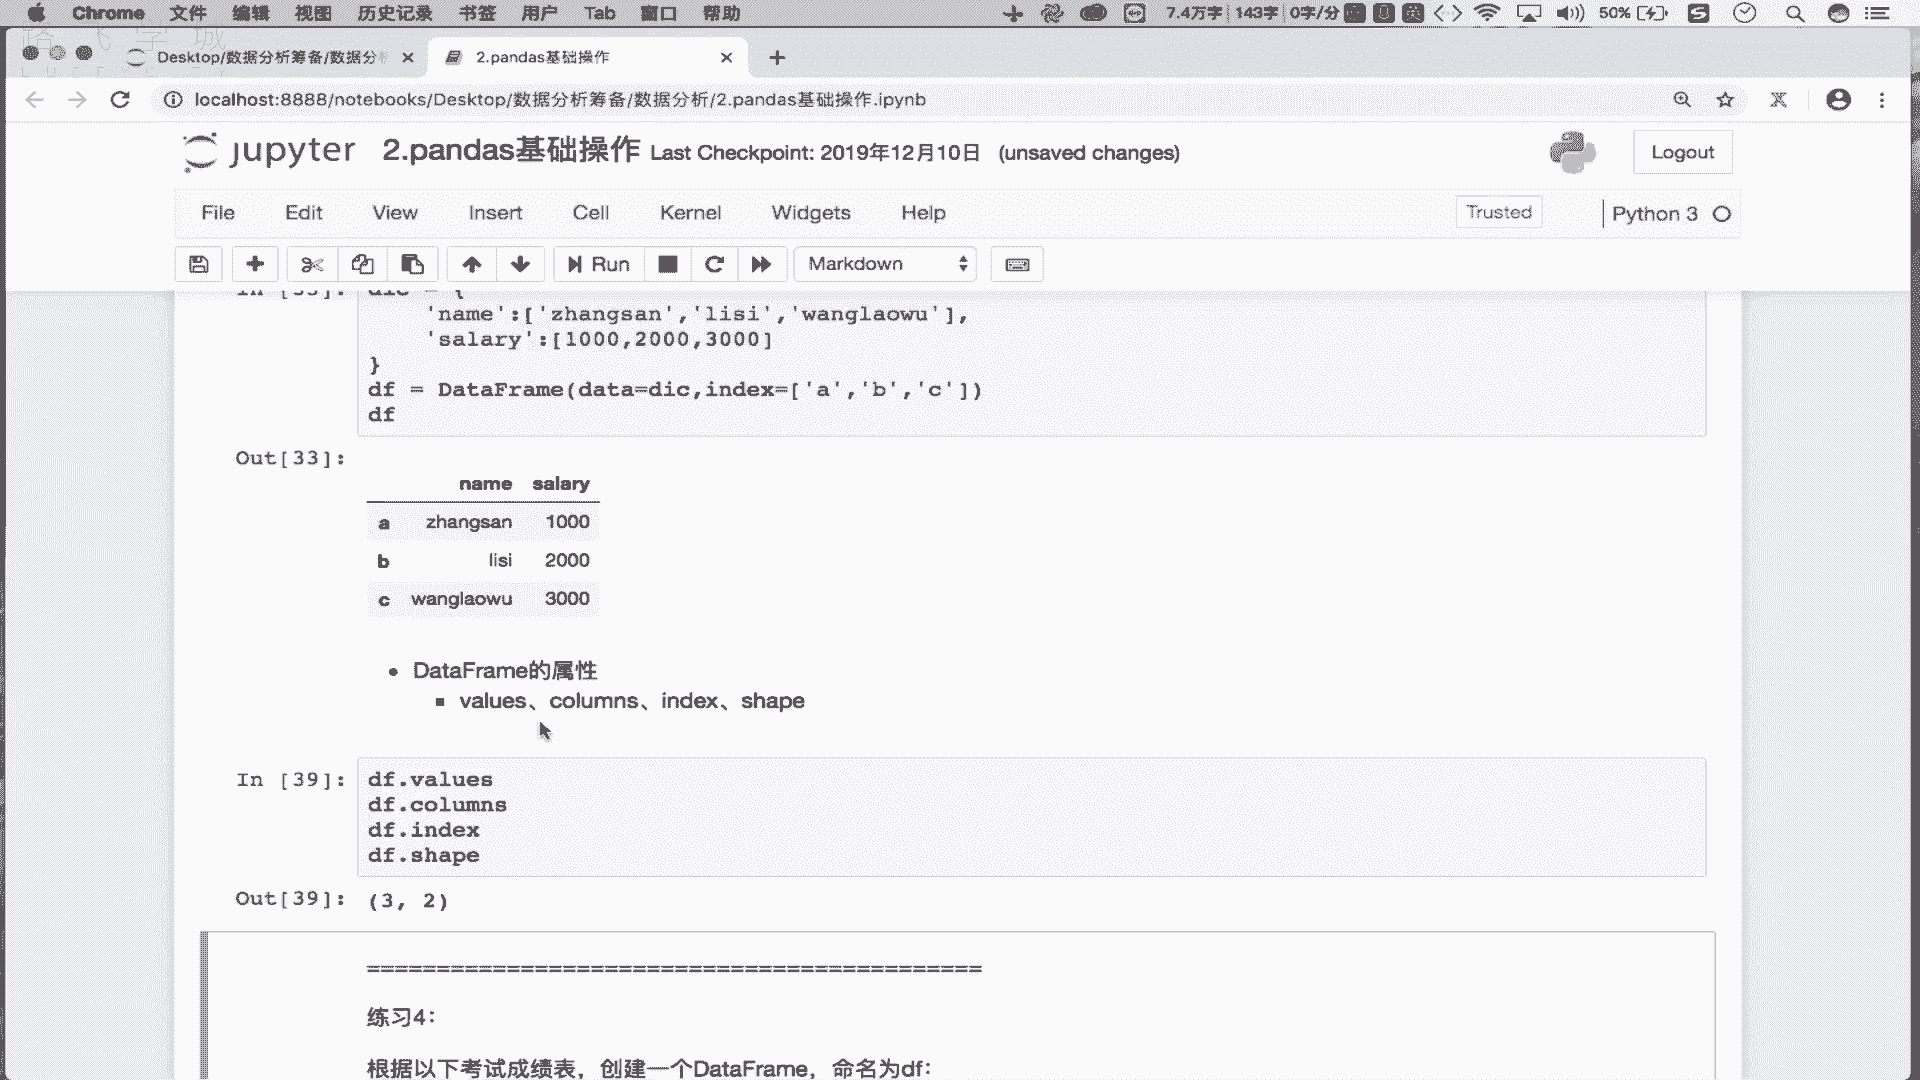 Chrome 文件 编辑 视图 历史记录 书签 用户 Tab 窗口 帮助 7.4万字 143字 0字/分 英 50%
路飞学城
Desktop/数据分析筹备/数据分析 2.pandas基础操作
localhost:8888/notebooks/Desktop/数据分析筹备/数据分析/2.pandas基础操作.ipynb
jupyter 2.pandas基础操作 Last Checkpoint: 2019年12月10日 (unsaved changes) Logout
File Edit View Insert Cell Kernel Widgets Help Trusted Python 3
Run Markdown
In [33]: dic = {
'name':['zhangsan','lisi','wanglaowu'],
'salary':[1000,2000,3000]
}
df = DataFrame(data=dic,index=['a','b','c'])
df
Out[33]:
name salary
a zhangsan 1000
b lisi 2000
c wanglaowu 3000
• DataFrame的属性
▪ values、columns、index、shape
In [39]: df.values
df.columns
df.index
df.shape
Out[39]: (3, 2)
============================================
练习4：
根据以下考试成绩表，创建一个DataFrame，命名为df：